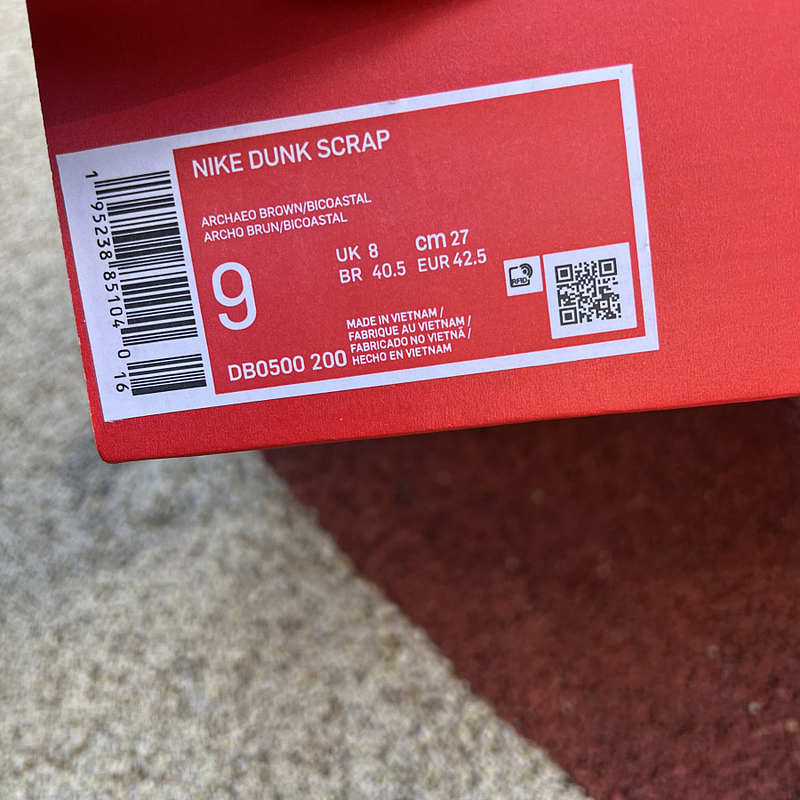 NIKE DUNK SCRAP
ARCHAEO BROWN/BICOASTAL
ARCHO BRUN/BICOASTAL
9
UK 8 cm 27
BR 40.5 EUR 42.5
RFID
MADE IN VIETNAM /
FABRIQUE AU VIETNAM /
FABRICADO NO VIETNÃ /
HECHO EN VIETNAM
DB0500 200
1 95238 85104 0 16